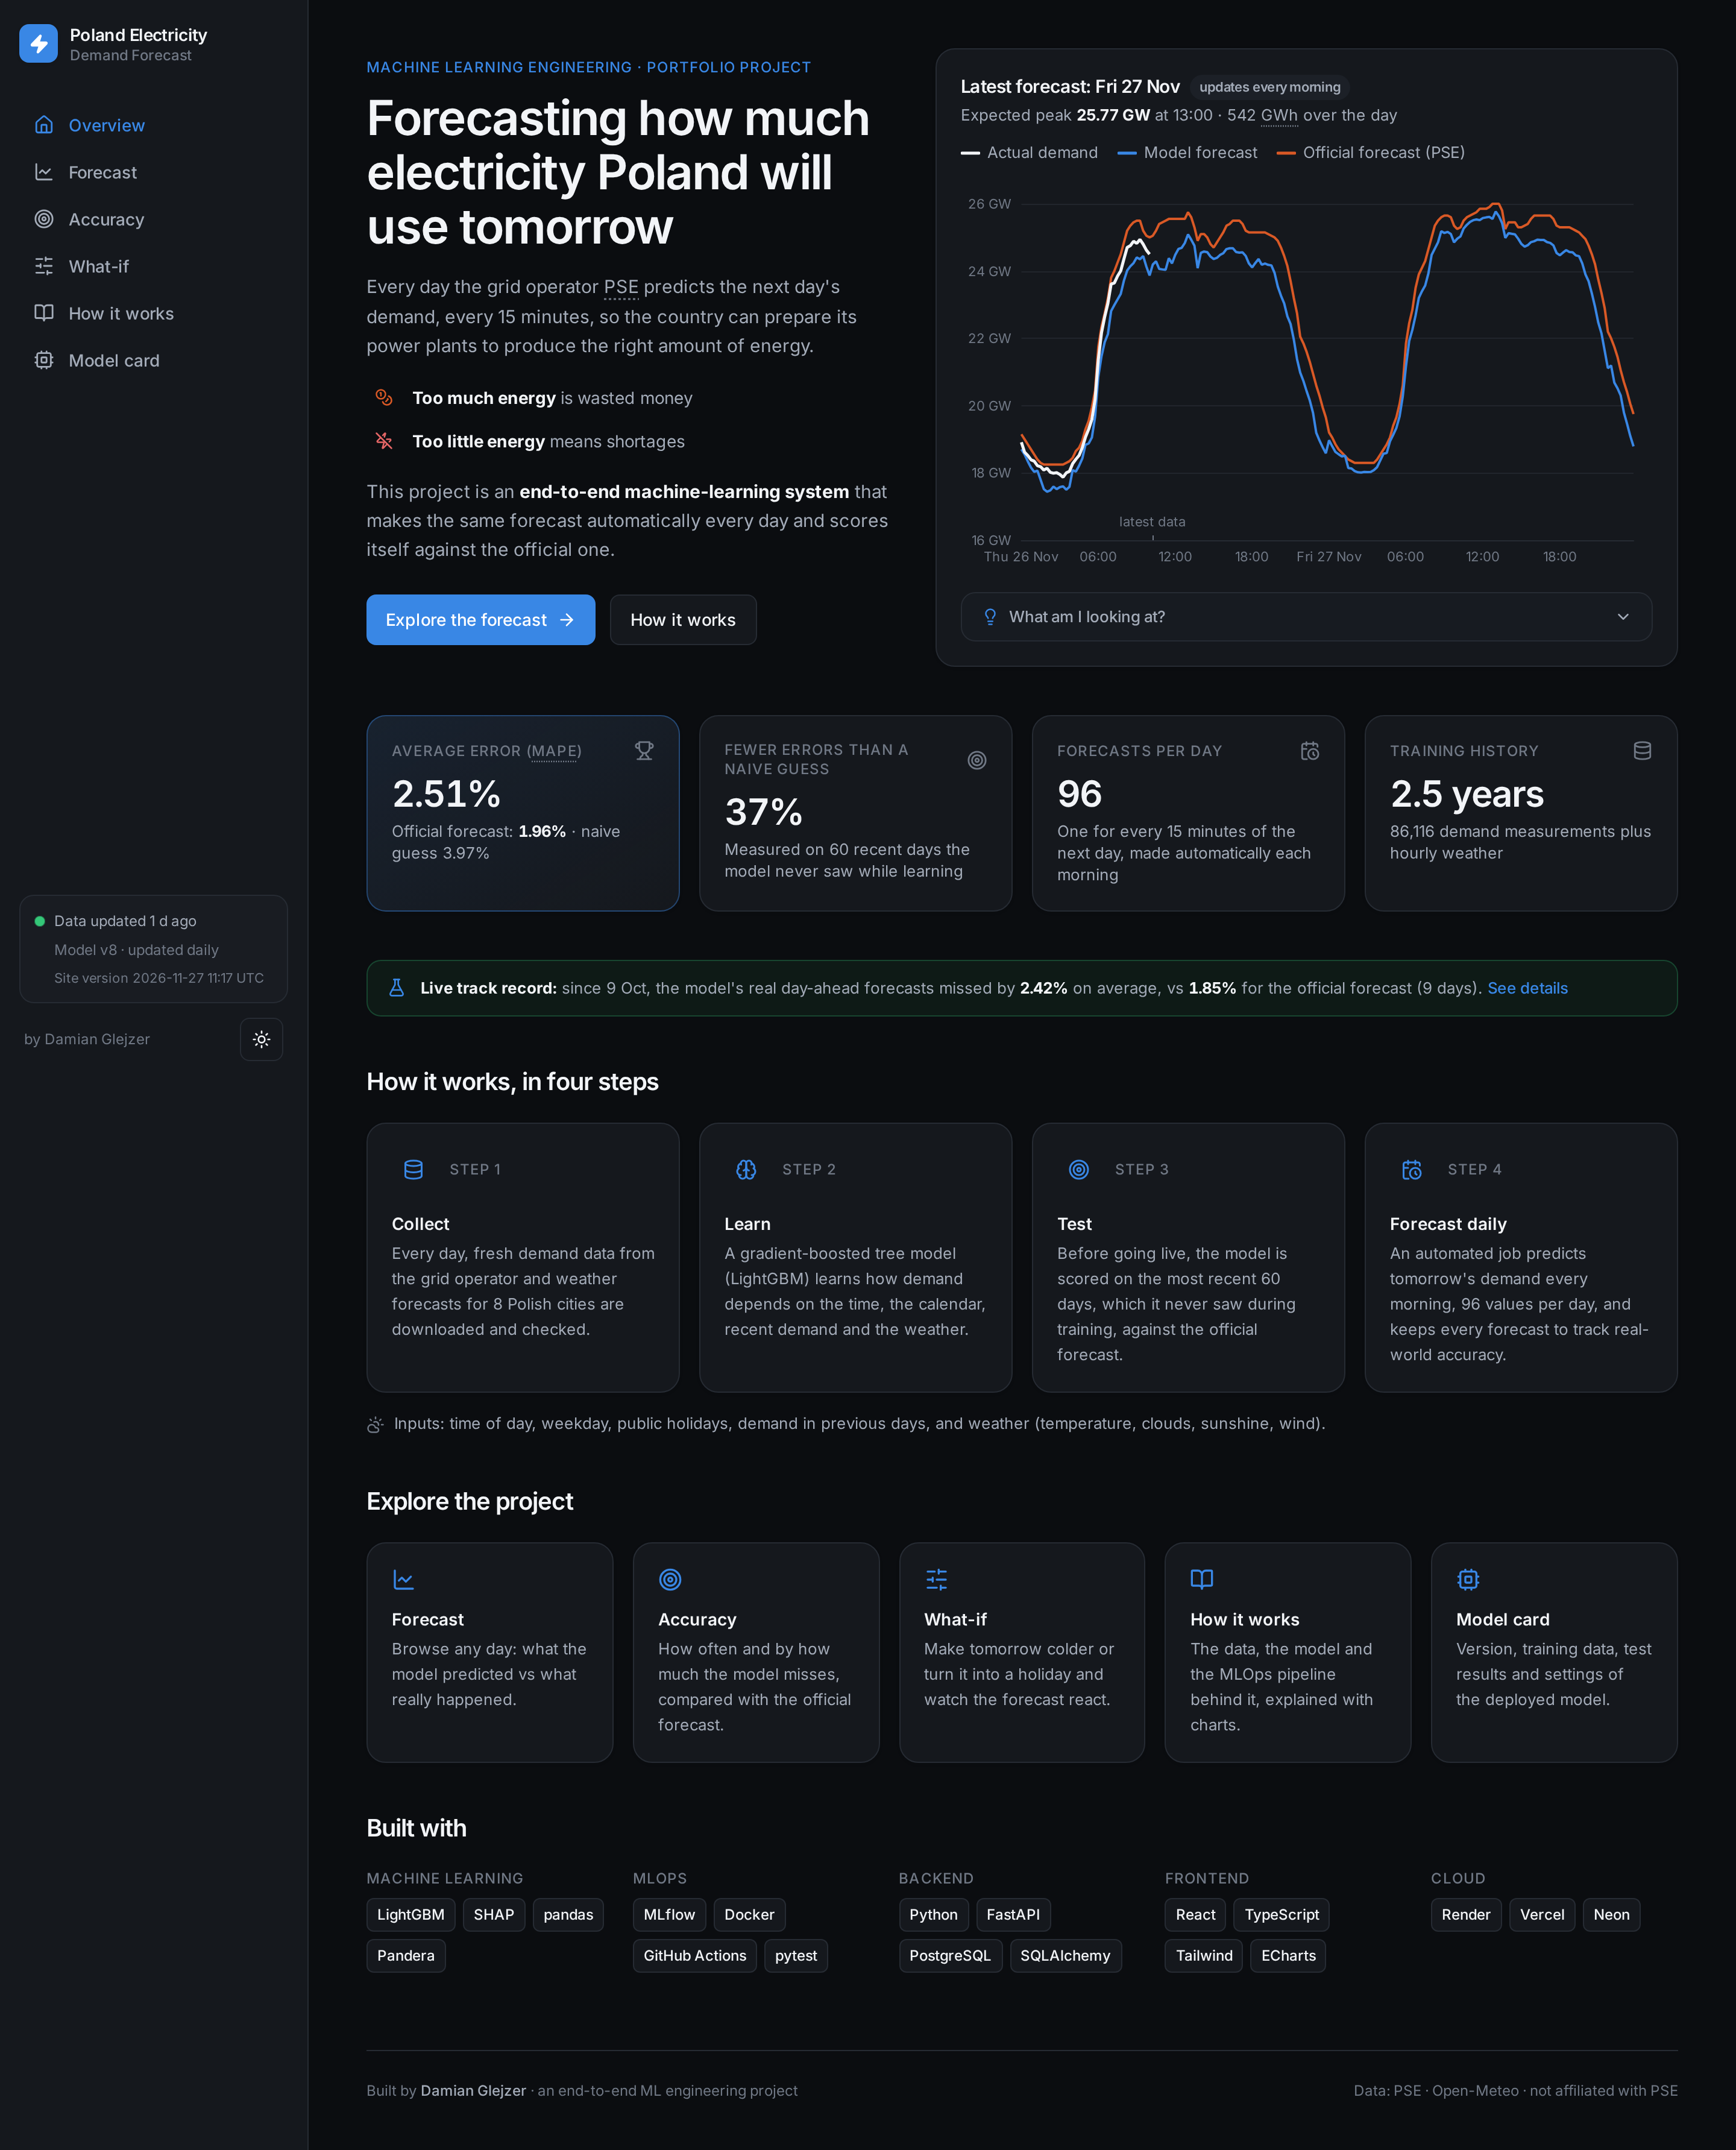 Poland Electricity
Demand Forecast
Overview
Forecast
Accuracy
What-if
How it works
Model card
Data updated 1 d ago
Model v8 · updated daily
Site version 2026-11-27 11:17 UTC
by Damian Glejzer
MACHINE LEARNING ENGINEERING · PORTFOLIO PROJECT
Forecasting how much
electricity Poland will
use tomorrow
Every day the grid operator PSE predicts the next day's
demand, every 15 minutes, so the country can prepare its
power plants to produce the right amount of energy.
Too much energy is wasted money
Too little energy means shortages
This project is an end-to-end machine-learning system that
makes the same forecast automatically every day and scores
itself against the official one.
Explore the forecast
How it works
Latest forecast: Fri 27 Nov updates every morning
Expected peak 25.77 GW at 13:00 · 542 GWh over the day
Actual demand Model forecast Official forecast (PSE)
26 GW
24 GW
22 GW
20 GW
18 GW
latest data
16 GW
Thu 26 Nov 06:00 12:00 18:00 Fri 27 Nov 06:00 12:00 18:00
What am I looking at?
AVERAGE ERROR (MAPE)
2.51%
Official forecast: 1.96% · naive
guess 3.97%
FEWER ERRORS THAN A
NAIVE GUESS
37%
Measured on 60 recent days the
model never saw while learning
FORECASTS PER DAY
96
One for every 15 minutes of the
next day, made automatically each
morning
TRAINING HISTORY
2.5 years
86,116 demand measurements plus
hourly weather
Live track record: since 9 Oct, the model's real day-ahead forecasts missed by 2.42% on average, vs 1.85% for the official forecast (9 days). See details
How it works, in four steps
STEP 1
Collect
Every day, fresh demand data from
the grid operator and weather
forecasts for 8 Polish cities are
downloaded and checked.
STEP 2
Learn
A gradient-boosted tree model
(LightGBM) learns how demand
depends on the time, the calendar,
recent demand and the weather.
STEP 3
Test
Before going live, the model is
scored on the most recent 60
days, which it never saw during
training, against the official
forecast.
STEP 4
Forecast daily
An automated job predicts
tomorrow's demand every
morning, 96 values per day, and
keeps every forecast to track real-
world accuracy.
Inputs: time of day, weekday, public holidays, demand in previous days, and weather (temperature, clouds, sunshine, wind).
Explore the project
Forecast
Browse any day: what the
model predicted vs what
really happened.
Accuracy
How often and by how
much the model misses,
compared with the official
forecast.
What-if
Make tomorrow colder or
turn it into a holiday and
watch the forecast react.
How it works
The data, the model and
the MLOps pipeline
behind it, explained with
charts.
Model card
Version, training data, test
results and settings of
the deployed model.
Built with
MACHINE LEARNING
LightGBM SHAP pandas
Pandera
MLOPS
MLflow Docker
GitHub Actions pytest
BACKEND
Python FastAPI
PostgreSQL SQLAlchemy
FRONTEND
React TypeScript
Tailwind ECharts
CLOUD
Render Vercel Neon
Built by Damian Glejzer · an end-to-end ML engineering project
Data: PSE · Open-Meteo · not affiliated with PSE